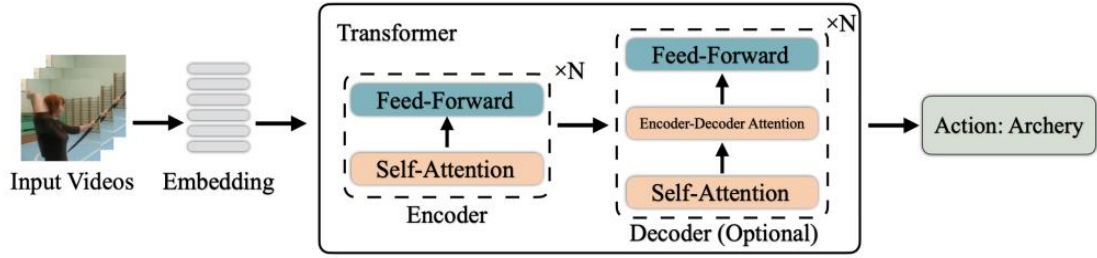 Input Videos
Embedding
Transformer
×N
Feed-Forward
Self-Attention
Encoder
×N
Feed-Forward
Encoder-Decoder Attention
Self-Attention
Decoder (Optional)
Action: Archery